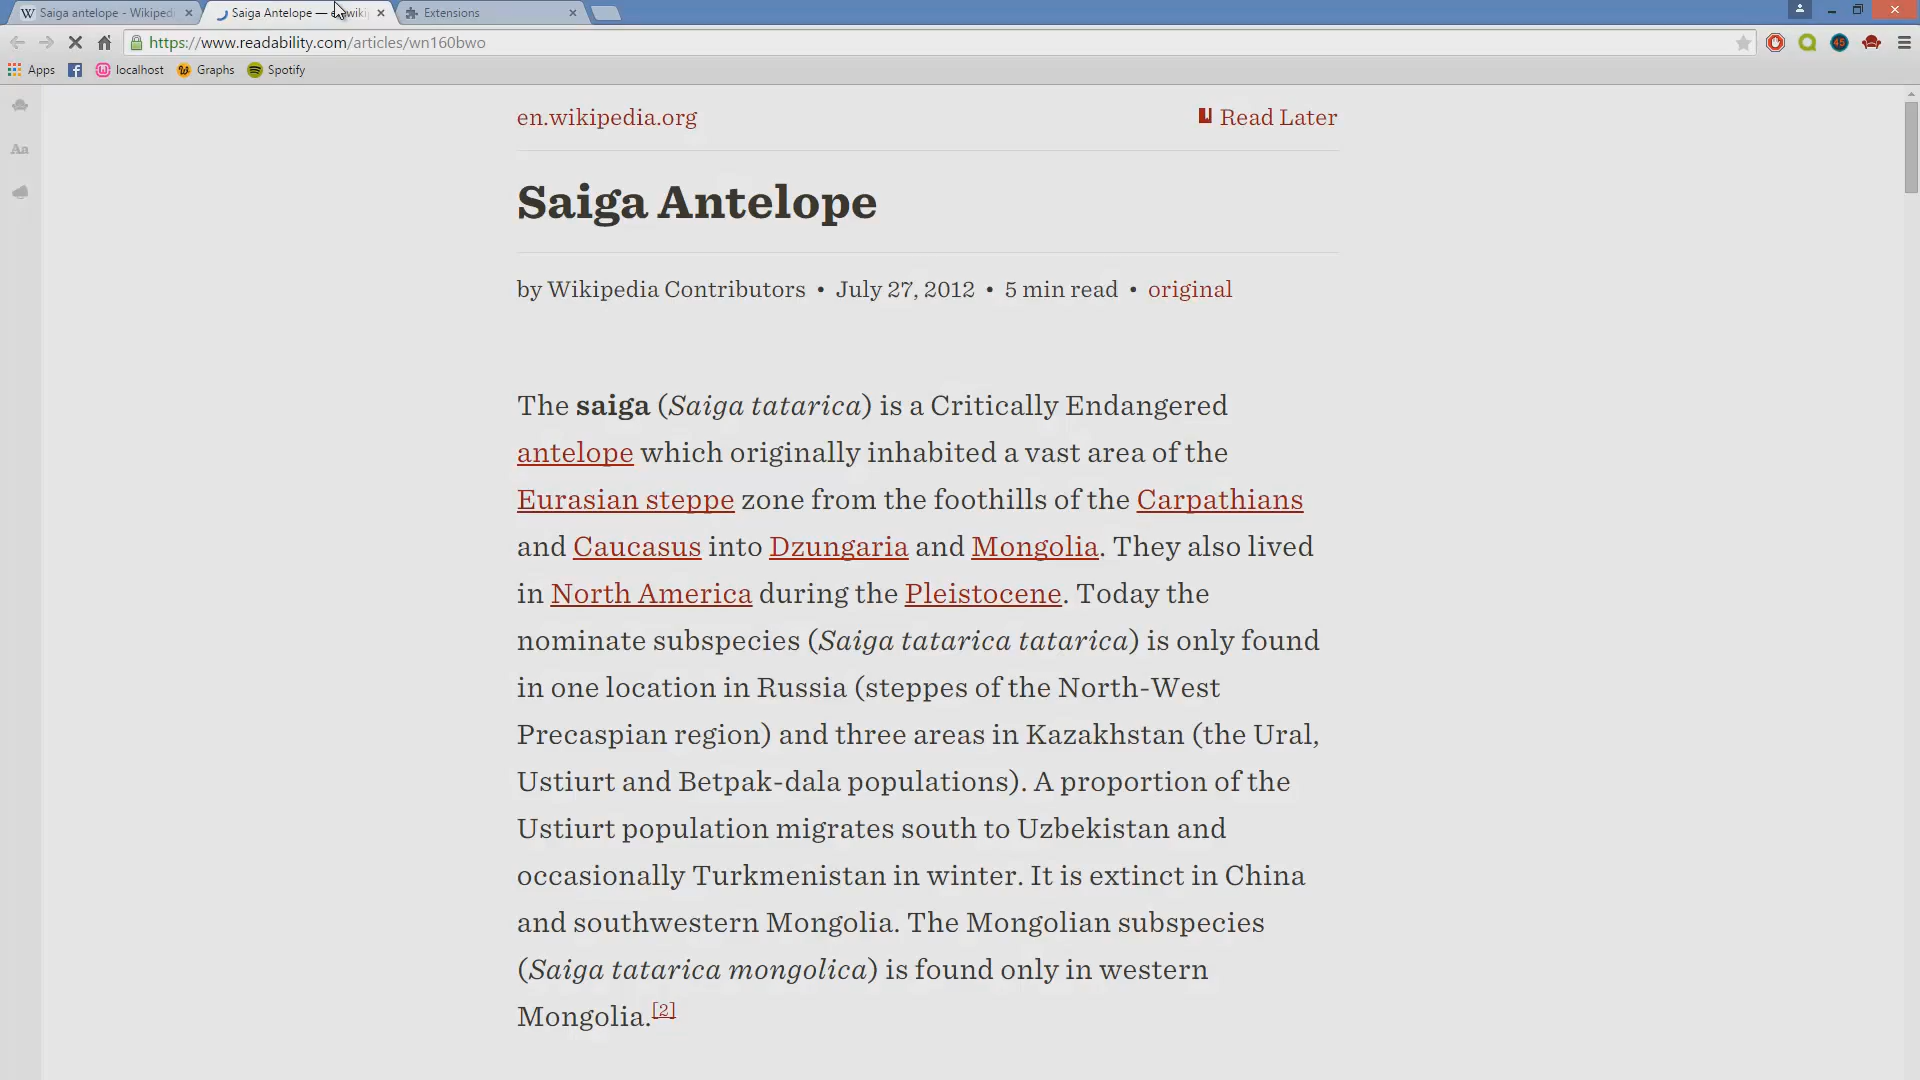 Saiga antelope - Wikiped
Saiga Antelope — e wiki
Extensions
https://www.readability.com/articles/wn160bwo
45
Apps
localhost
Graphs
Spotify
Aa
en.wikipedia.org
Read Later
Saiga Antelope
by Wikipedia Contributors • July 27, 2012 • 5 min read • original
The saiga (Saiga tatarica) is a Critically Endangered
antelope which originally inhabited a vast area of the
Eurasian steppe zone from the foothills of the Carpathians
and Caucasus into Dzungaria and Mongolia. They also lived
in North America during the Pleistocene. Today the
nominate subspecies (Saiga tatarica tatarica) is only found
in one location in Russia (steppes of the North-West
Precaspian region) and three areas in Kazakhstan (the Ural,
Ustiurt and Betpak-dala populations). A proportion of the
Ustiurt population migrates south to Uzbekistan and
occasionally Turkmenistan in winter. It is extinct in China
and southwestern Mongolia. The Mongolian subspecies
(Saiga tatarica mongolica) is found only in western
Mongolia.[2]